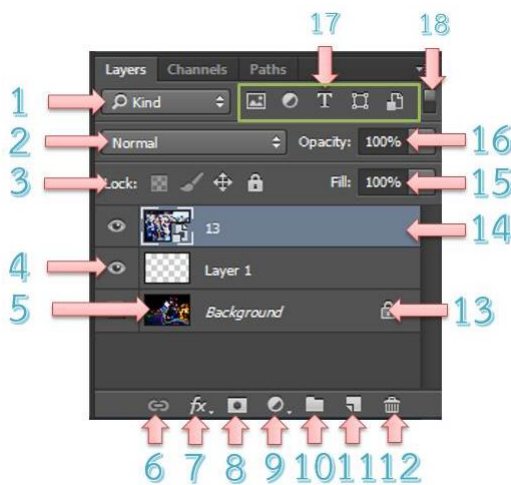 17 18
Layers Channels Paths
1 Kind T
2 Normal Opacity: 100% 16
3 Lock: Fill: 100% 15
13 14
4 Layer 1
5 Background 13
fx.
6 7 8 9 10 11 12